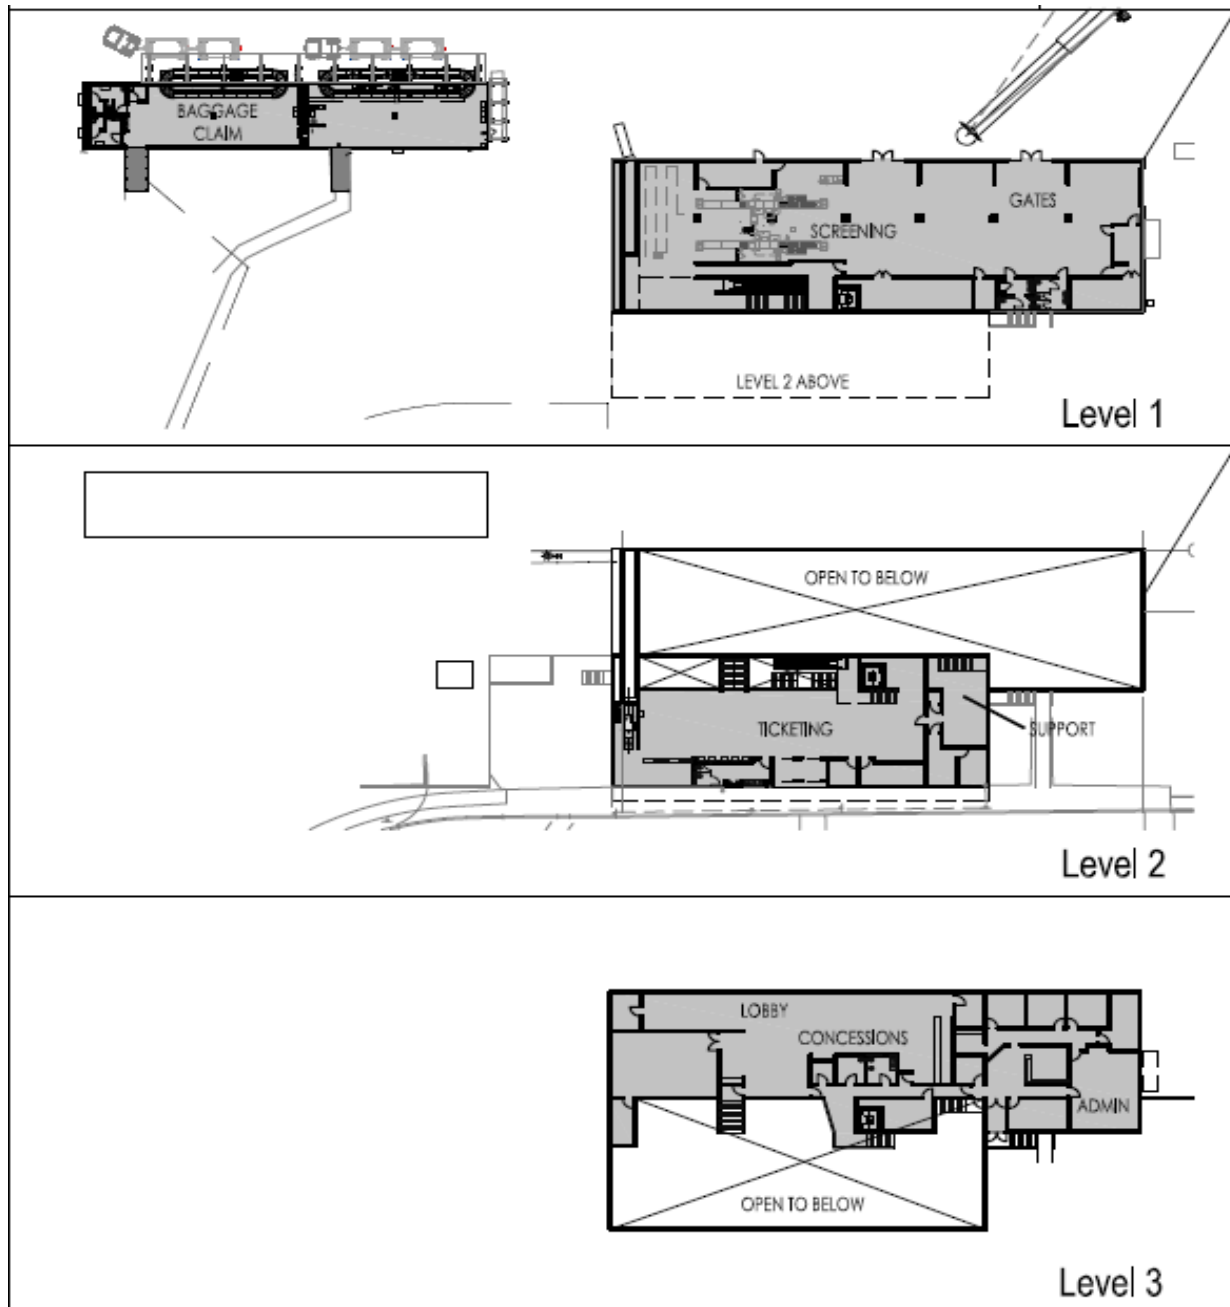 BAGGAGE
CLAIM
GATES
SCREENING
LEVEL 2 ABOVE
Level 1
OPEN TO BELOW
TICKETING
SUPPORT
Level 2
LOBBY
CONCESSIONS
ADMIN
OPEN TO BELOW
Level 3